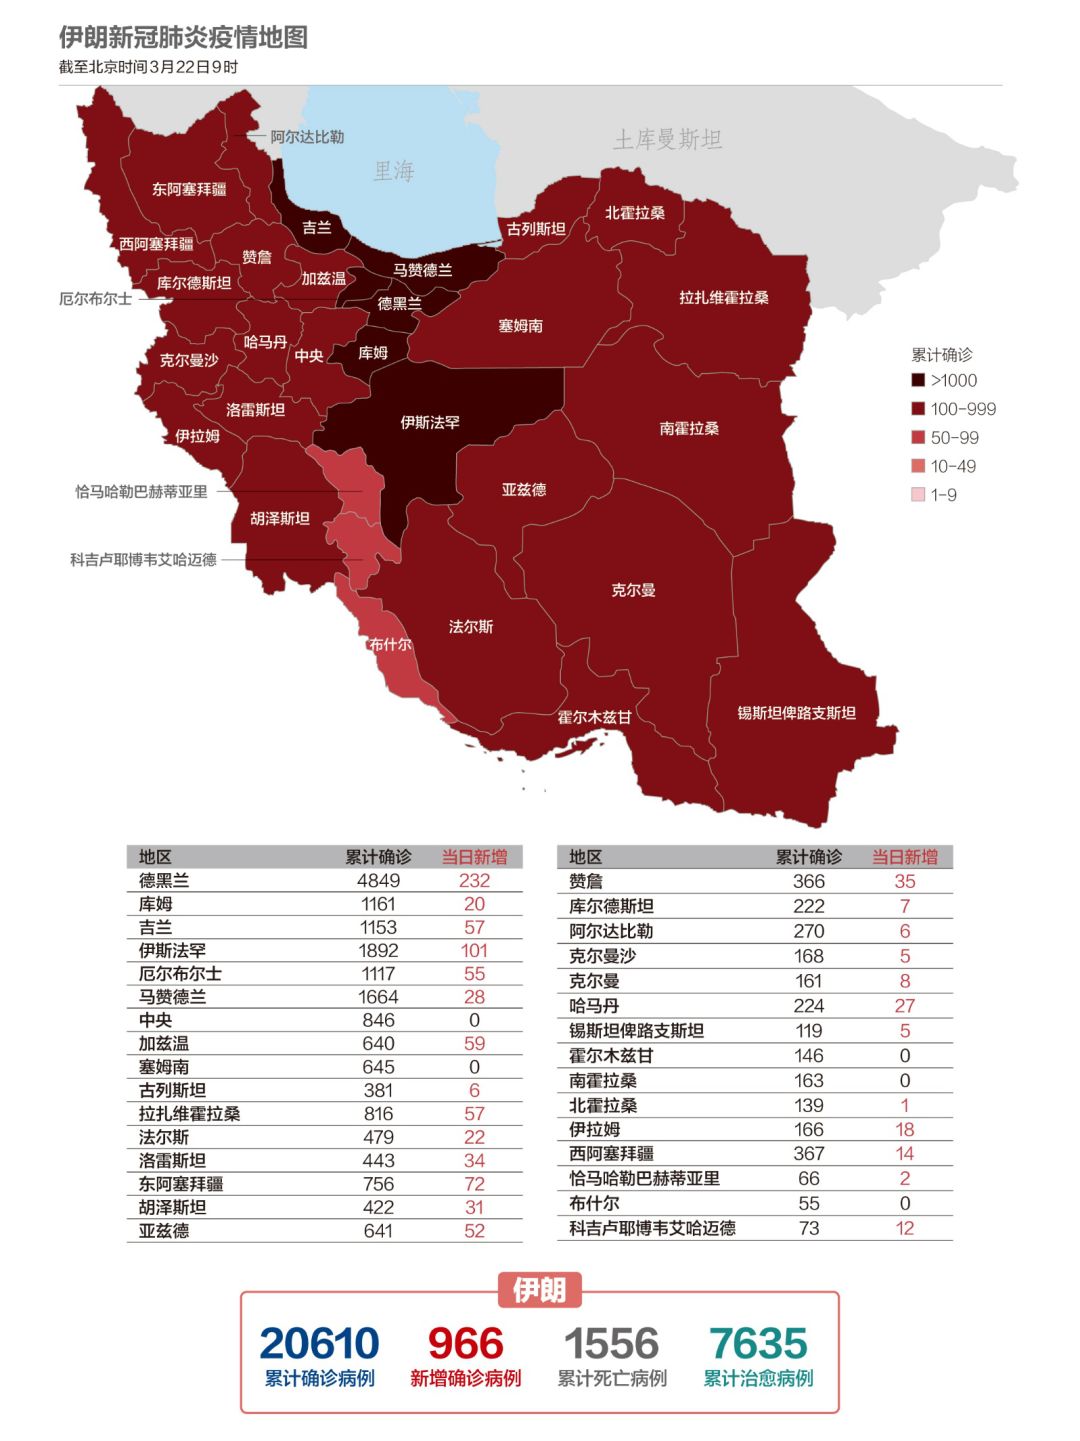 伊朗新冠肺炎疫情地图
截至北京时间3月22日9时
阿尔达比勒
里海
土库曼斯坦
东阿塞拜疆
北霍拉桑
吉兰
古列斯坦
西阿塞拜疆
赞詹
马赞德兰
加兹温
库尔德斯坦
厄尔布尔士
德黑兰
拉扎维霍拉桑
塞姆南
哈马丹
中央
库姆
克尔曼沙
累计确诊
>1000
100-999
50-99
10-49
1-9
洛雷斯坦
伊斯法罕
南霍拉桑
伊拉姆
恰马哈勒巴赫蒂亚里
亚兹德
胡泽斯坦
科吉卢耶博韦艾哈迈德
克尔曼
法尔斯
布什尔
霍尔木兹甘
锡斯坦俾路支斯坦
地区 累计确诊 当日新增
德黑兰 4849 232
库姆 1161 20
吉兰 1153 57
伊斯法罕 1892 101
厄尔布尔士 1117 55
马赞德兰 1664 28
中央 846 0
加兹温 640 59
塞姆南 645 0
古列斯坦 381 6
拉扎维霍拉桑 816 57
法尔斯 479 22
洛雷斯坦 443 34
东阿塞拜疆 756 72
胡泽斯坦 422 31
亚兹德 641 52
地区 累计确诊 当日新增
赞詹 366 35
库尔德斯坦 222 7
阿尔达比勒 270 6
克尔曼沙 168 5
克尔曼 161 8
哈马丹 224 27
锡斯坦俾路支斯坦 119 5
霍尔木兹甘 146 0
南霍拉桑 163 0
北霍拉桑 139 1
伊拉姆 166 18
西阿塞拜疆 367 14
恰马哈勒巴赫蒂亚里 66 2
布什尔 55 0
科吉卢耶博韦艾哈迈德 73 12
伊朗
20610 966 1556 7635
累计确诊病例 新增确诊病例 累计死亡病例 累计治愈病例